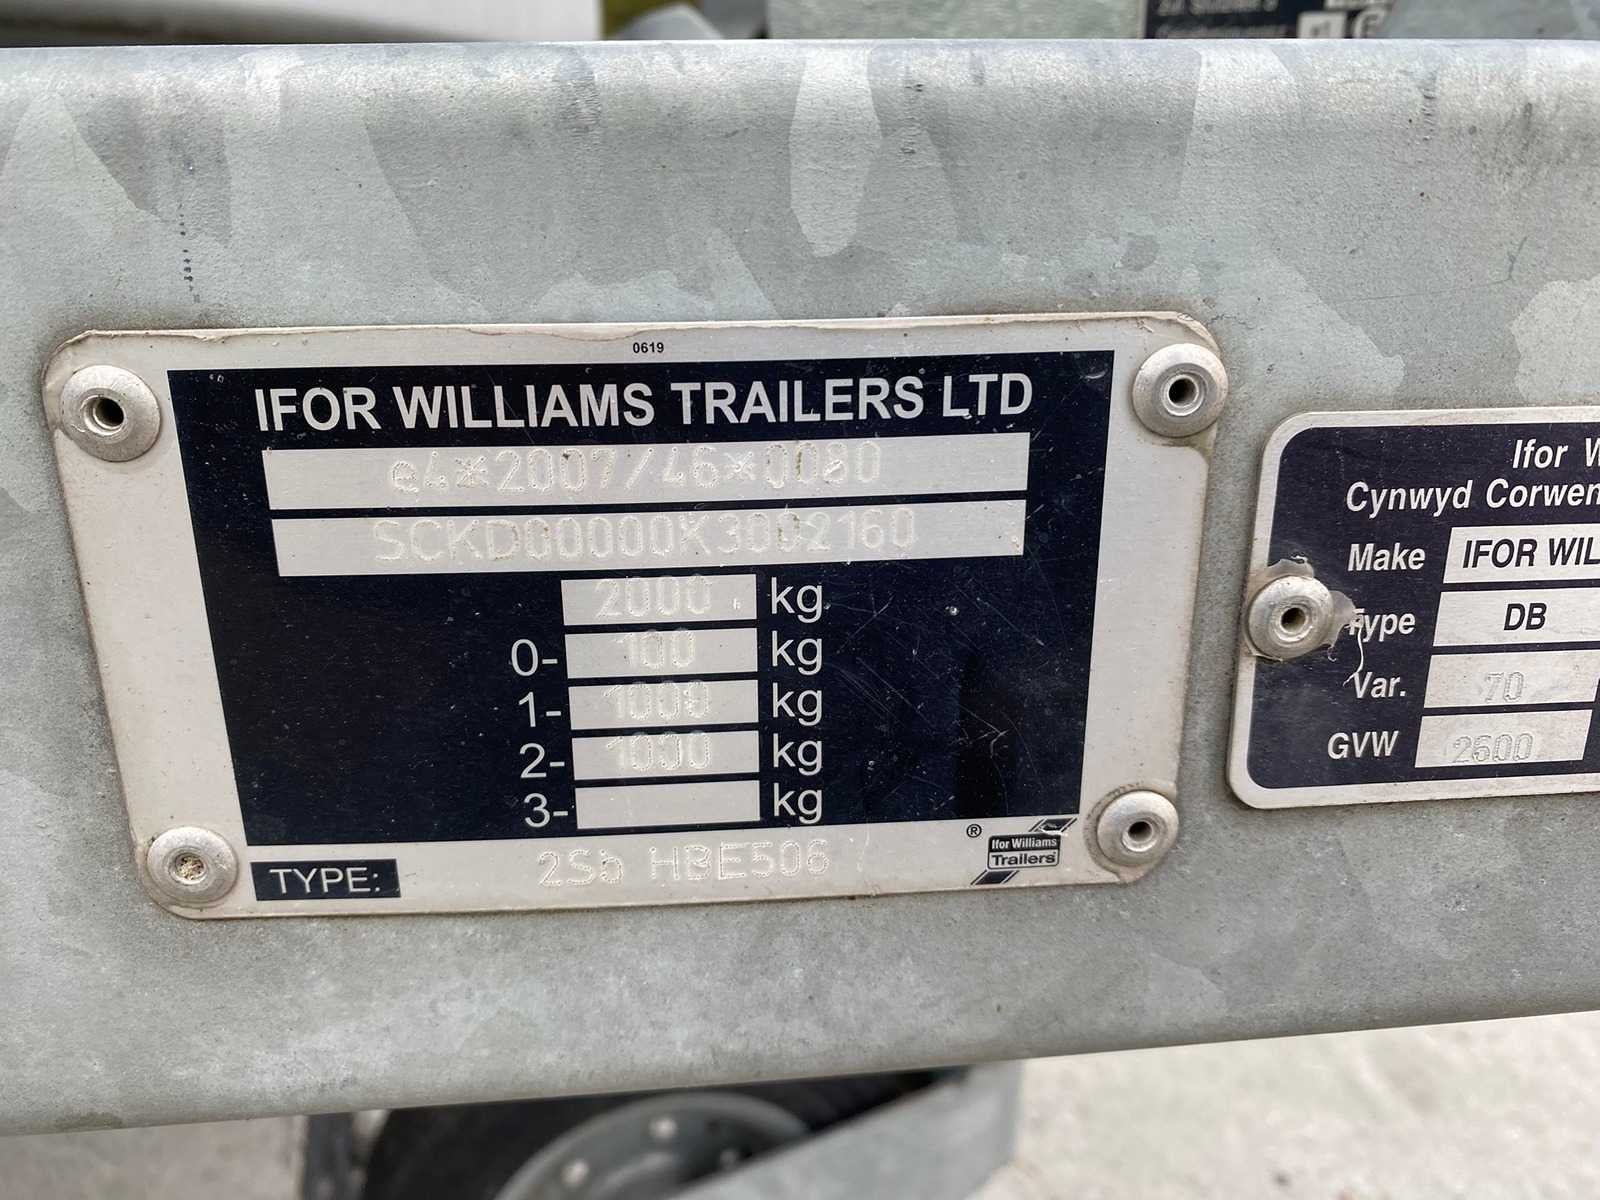 0619
IFOR WILLIAMS TRAILERS LTD
e4*2007/46*0080
SCKD00000K3002160
2000 kg
0- 100 kg
1- 1000 kg
2- 1000 kg
3- kg
TYPE: 2Sb HBE506
®
Ifor Williams
Trailers
Ifor W
Cynwyd Corwen
Make IFOR WIL
Type DB
Var. 70
GVW 2600